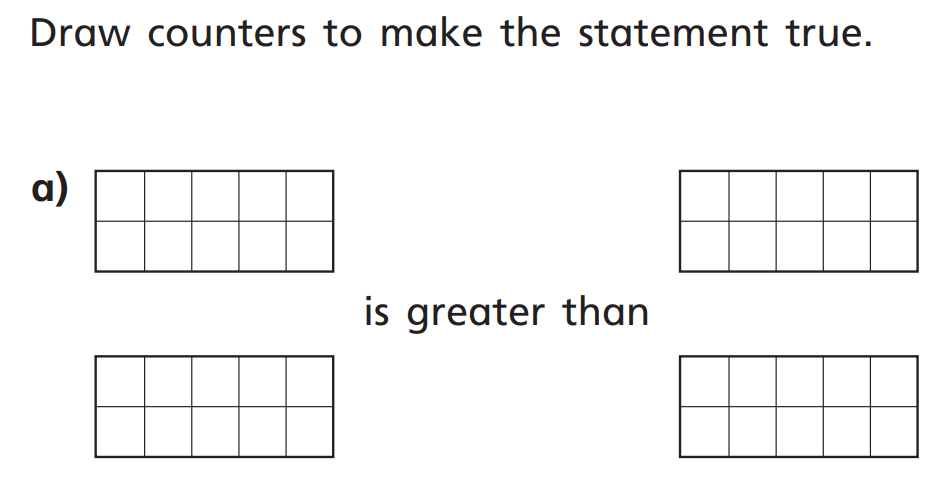 Draw counters to make the statement true.
a)
is greater than